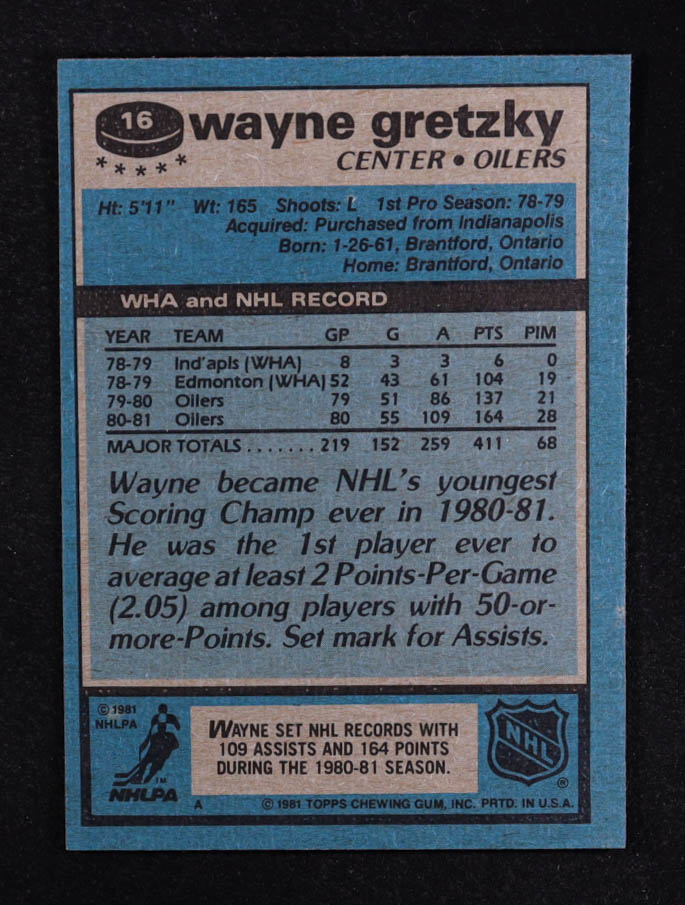 16
wayne gretzky
CENTER • OILERS
Ht: 5'11" Wt: 165 Shoots: L 1st Pro Season: 78-79
Acquired: Purchased from Indianapolis
Born: 1-26-61, Brantford, Ontario
Home: Brantford, Ontario
WHA and NHL RECORD
YEAR TEAM GP G A PTS PIM
78-79 Ind'apls (WHA) 8 3 3 6 0
78-79 Edmonton (WHA) 52 43 61 104 19
79-80 Oilers 79 51 86 137 21
80-81 Oilers 80 55 109 164 28
MAJOR TOTALS ....... 219 152 259 411 68
Wayne became NHL's youngest
Scoring Champ ever in 1980-81.
He was the 1st player ever to
average at least 2 Points-Per-Game
(2.05) among players with 50-or-
more-Points. Set mark for Assists.
© 1981
NHLPA
TM
NHLPA
WAYNE SET NHL RECORDS WITH
109 ASSISTS AND 164 POINTS
DURING THE 1980-81 SEASON.
NHL
®
A © 1981 TOPPS CHEWING GUM, INC. PRTD. IN U.S.A.